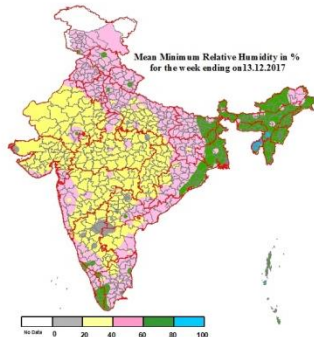 Mean Minimum Relative Humidity in %
for the week ending on13.12.2017
No Data 0 20 40 60 80 100